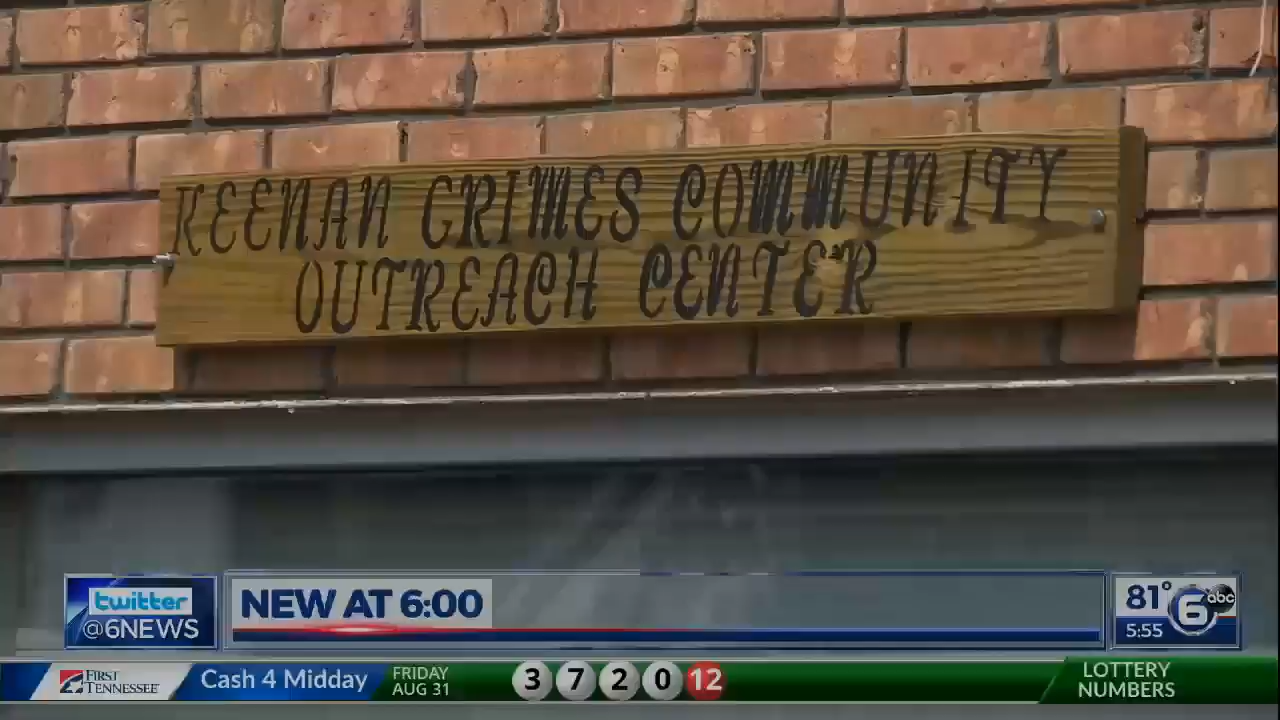 KEENAN GRIMES COMMUNITY
OUTREACH CENTER
twitter
@6NEWS
NEW AT 6:00
81°
6 abc
5:55
FIRST
TENNESSEE
Cash 4 Midday
FRIDAY
AUG 31
3 7 2 0 12
LOTTERY
NUMBERS